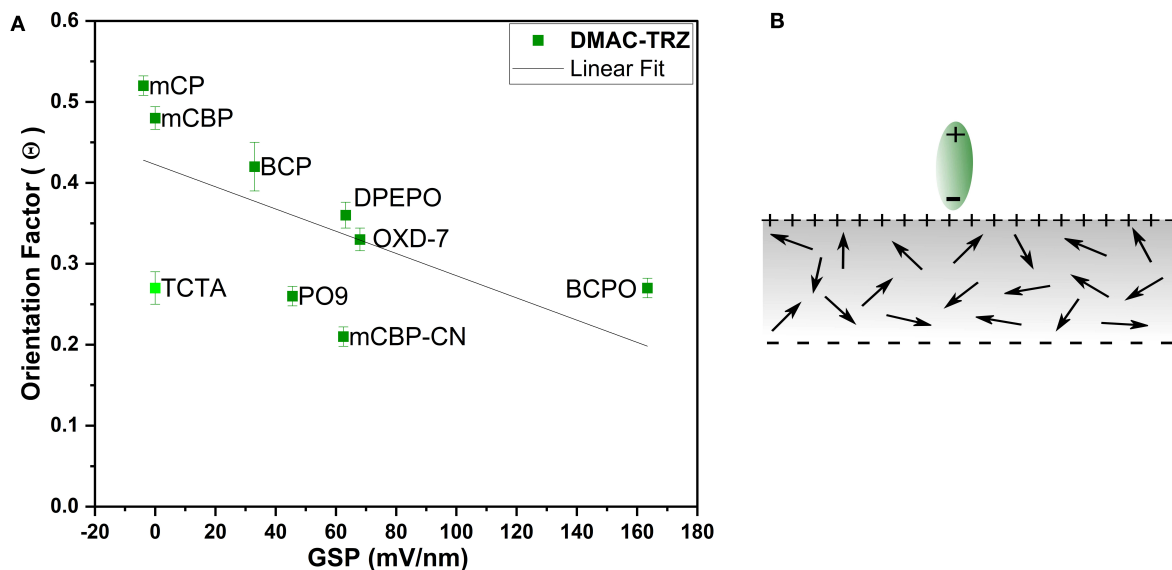 A
B
Orientation Factor ( Θ )
0.6
0.5
0.4
0.3
0.2
0.1
0.0
DMAC-TRZ
Linear Fit
mCP
mCBP
BCP
DPEPO
OXD-7
TCTA
PO9
BCPO
mCBP-CN
-20 0 20 40 60 80 100 120 140 160 180
GSP (mV/nm)
+
-
+ + + + + + + + + + + + + + + + + +
- - - - - - - - - - - - - - - - - -